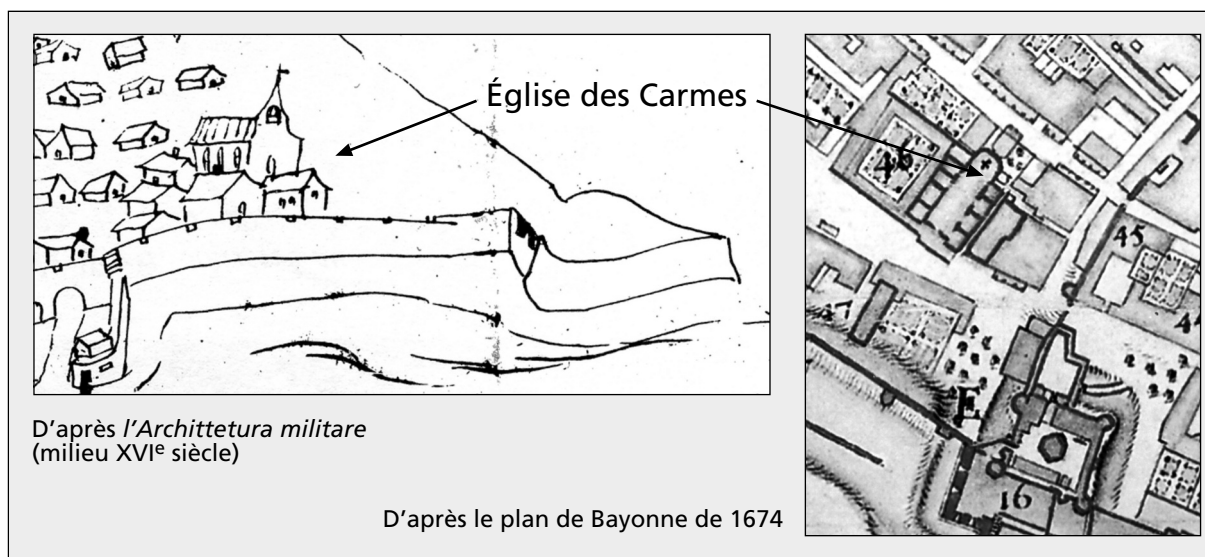 Église des Carmes
D'après l'Archittetura militare
(milieu XVIe siècle)
D'après le plan de Bayonne de 1674
46
45
47
E
16